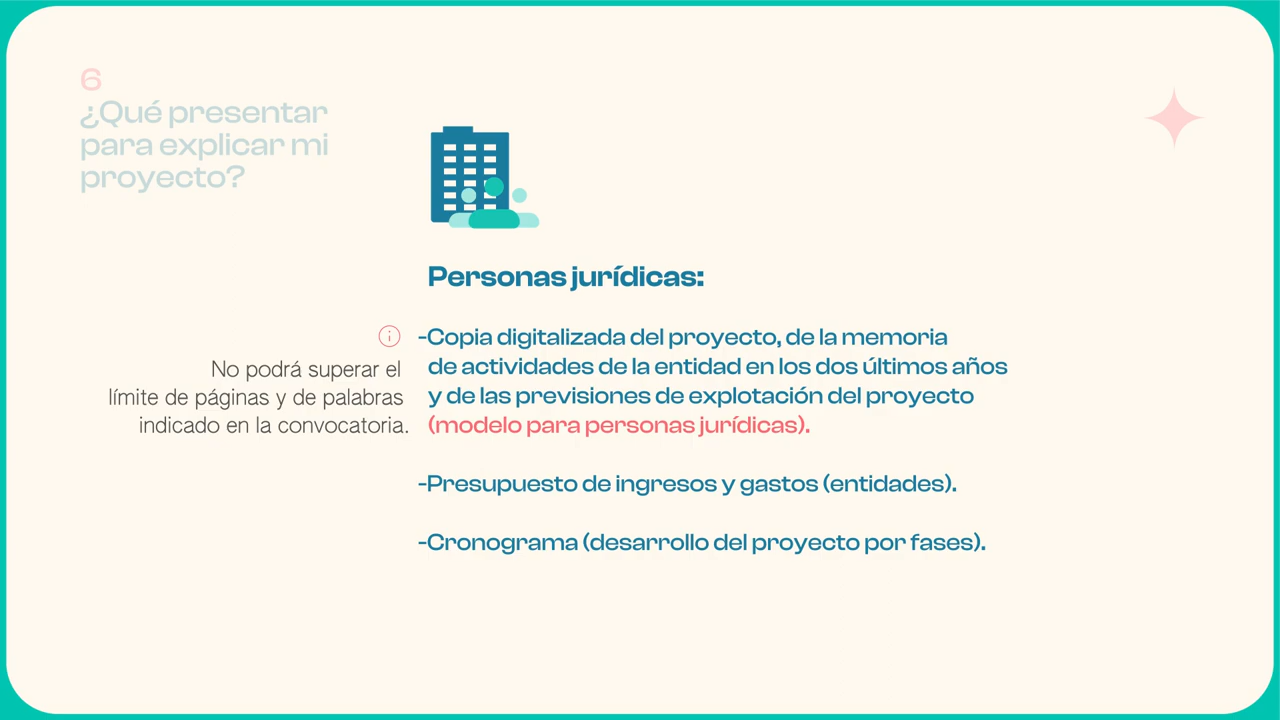 6
¿Qué presentar
para explicar mi
proyecto?
Personas jurídicas:
No podrá superar el
límite de páginas y de palabras
indicado en la convocatoria.
-Copia digitalizada del proyecto, de la memoria
de actividades de la entidad en los dos últimos años
y de las previsiones de explotación del proyecto
(modelo para personas jurídicas).
-Presupuesto de ingresos y gastos (entidades).
-Cronograma (desarrollo del proyecto por fases).